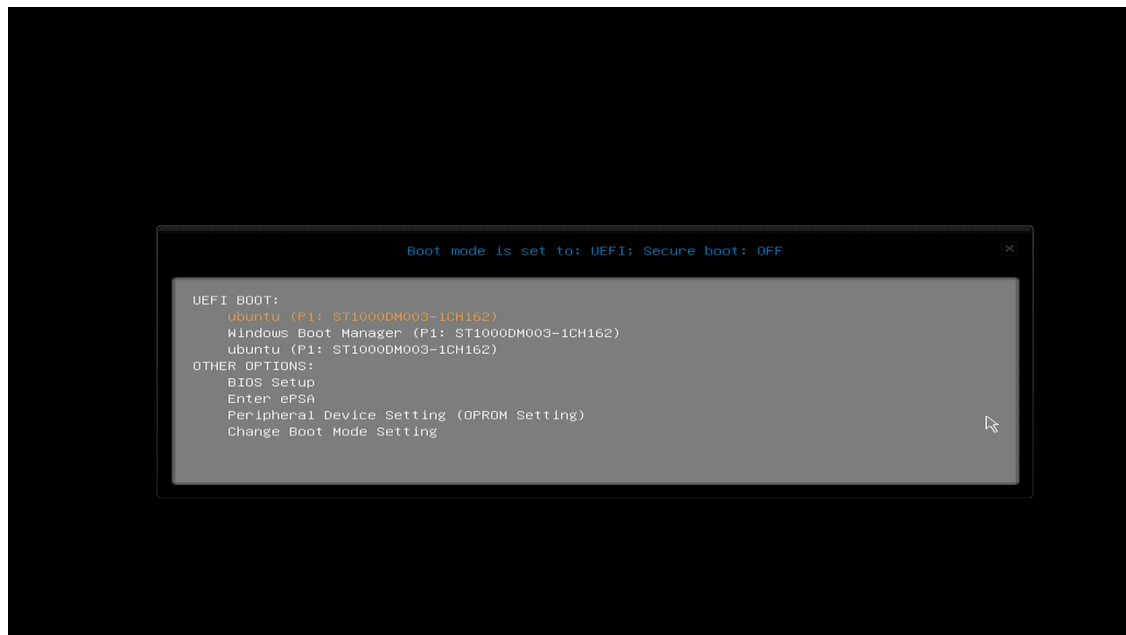 Boot mode is set to: UEFI; Secure boot: OFF
UEFI BOOT:
ubuntu (P1: ST1000DM003-1CH162)
Windows Boot Manager (P1: ST1000DM003-1CH162)
ubuntu (P1: ST1000DM003-1CH162)
OTHER OPTIONS:
BIOS Setup
Enter ePSA
Peripheral Device Setting (OPROM Setting)
Change Boot Mode Setting